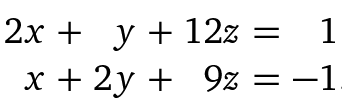 2x + y + 12z = 1
x + 2y + 9z = −1.